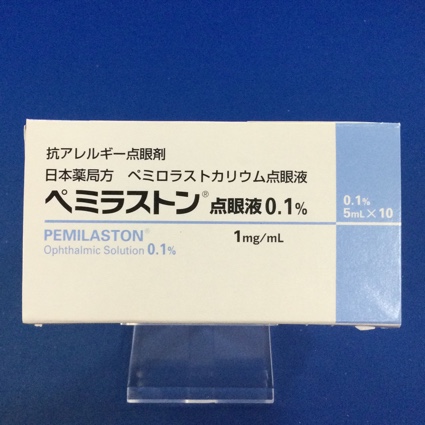 抗アレルギー点眼剤
日本薬局方 ペミロラストカリウム点眼液
ペミラストン® 点眼液 0.1%
PEMILASTON® 1mg/mL
Ophthalmic Solution 0.1%
0.1%
5mL×10